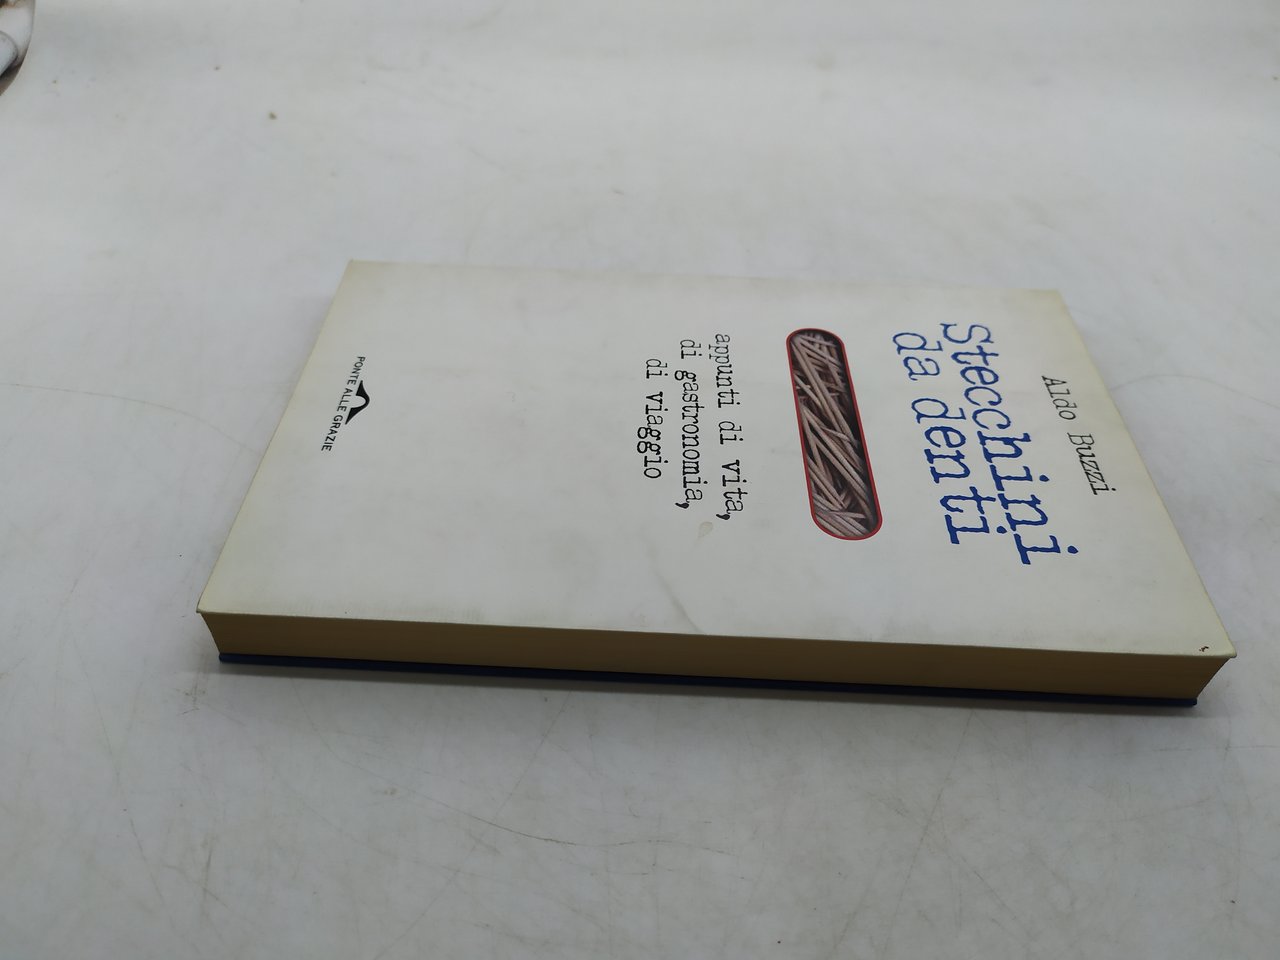 Aldo Buzzi
Stecchini
da denti
appunti di vita,
di gastronomia,
di viaggio
PONTE ALLE GRAZIE